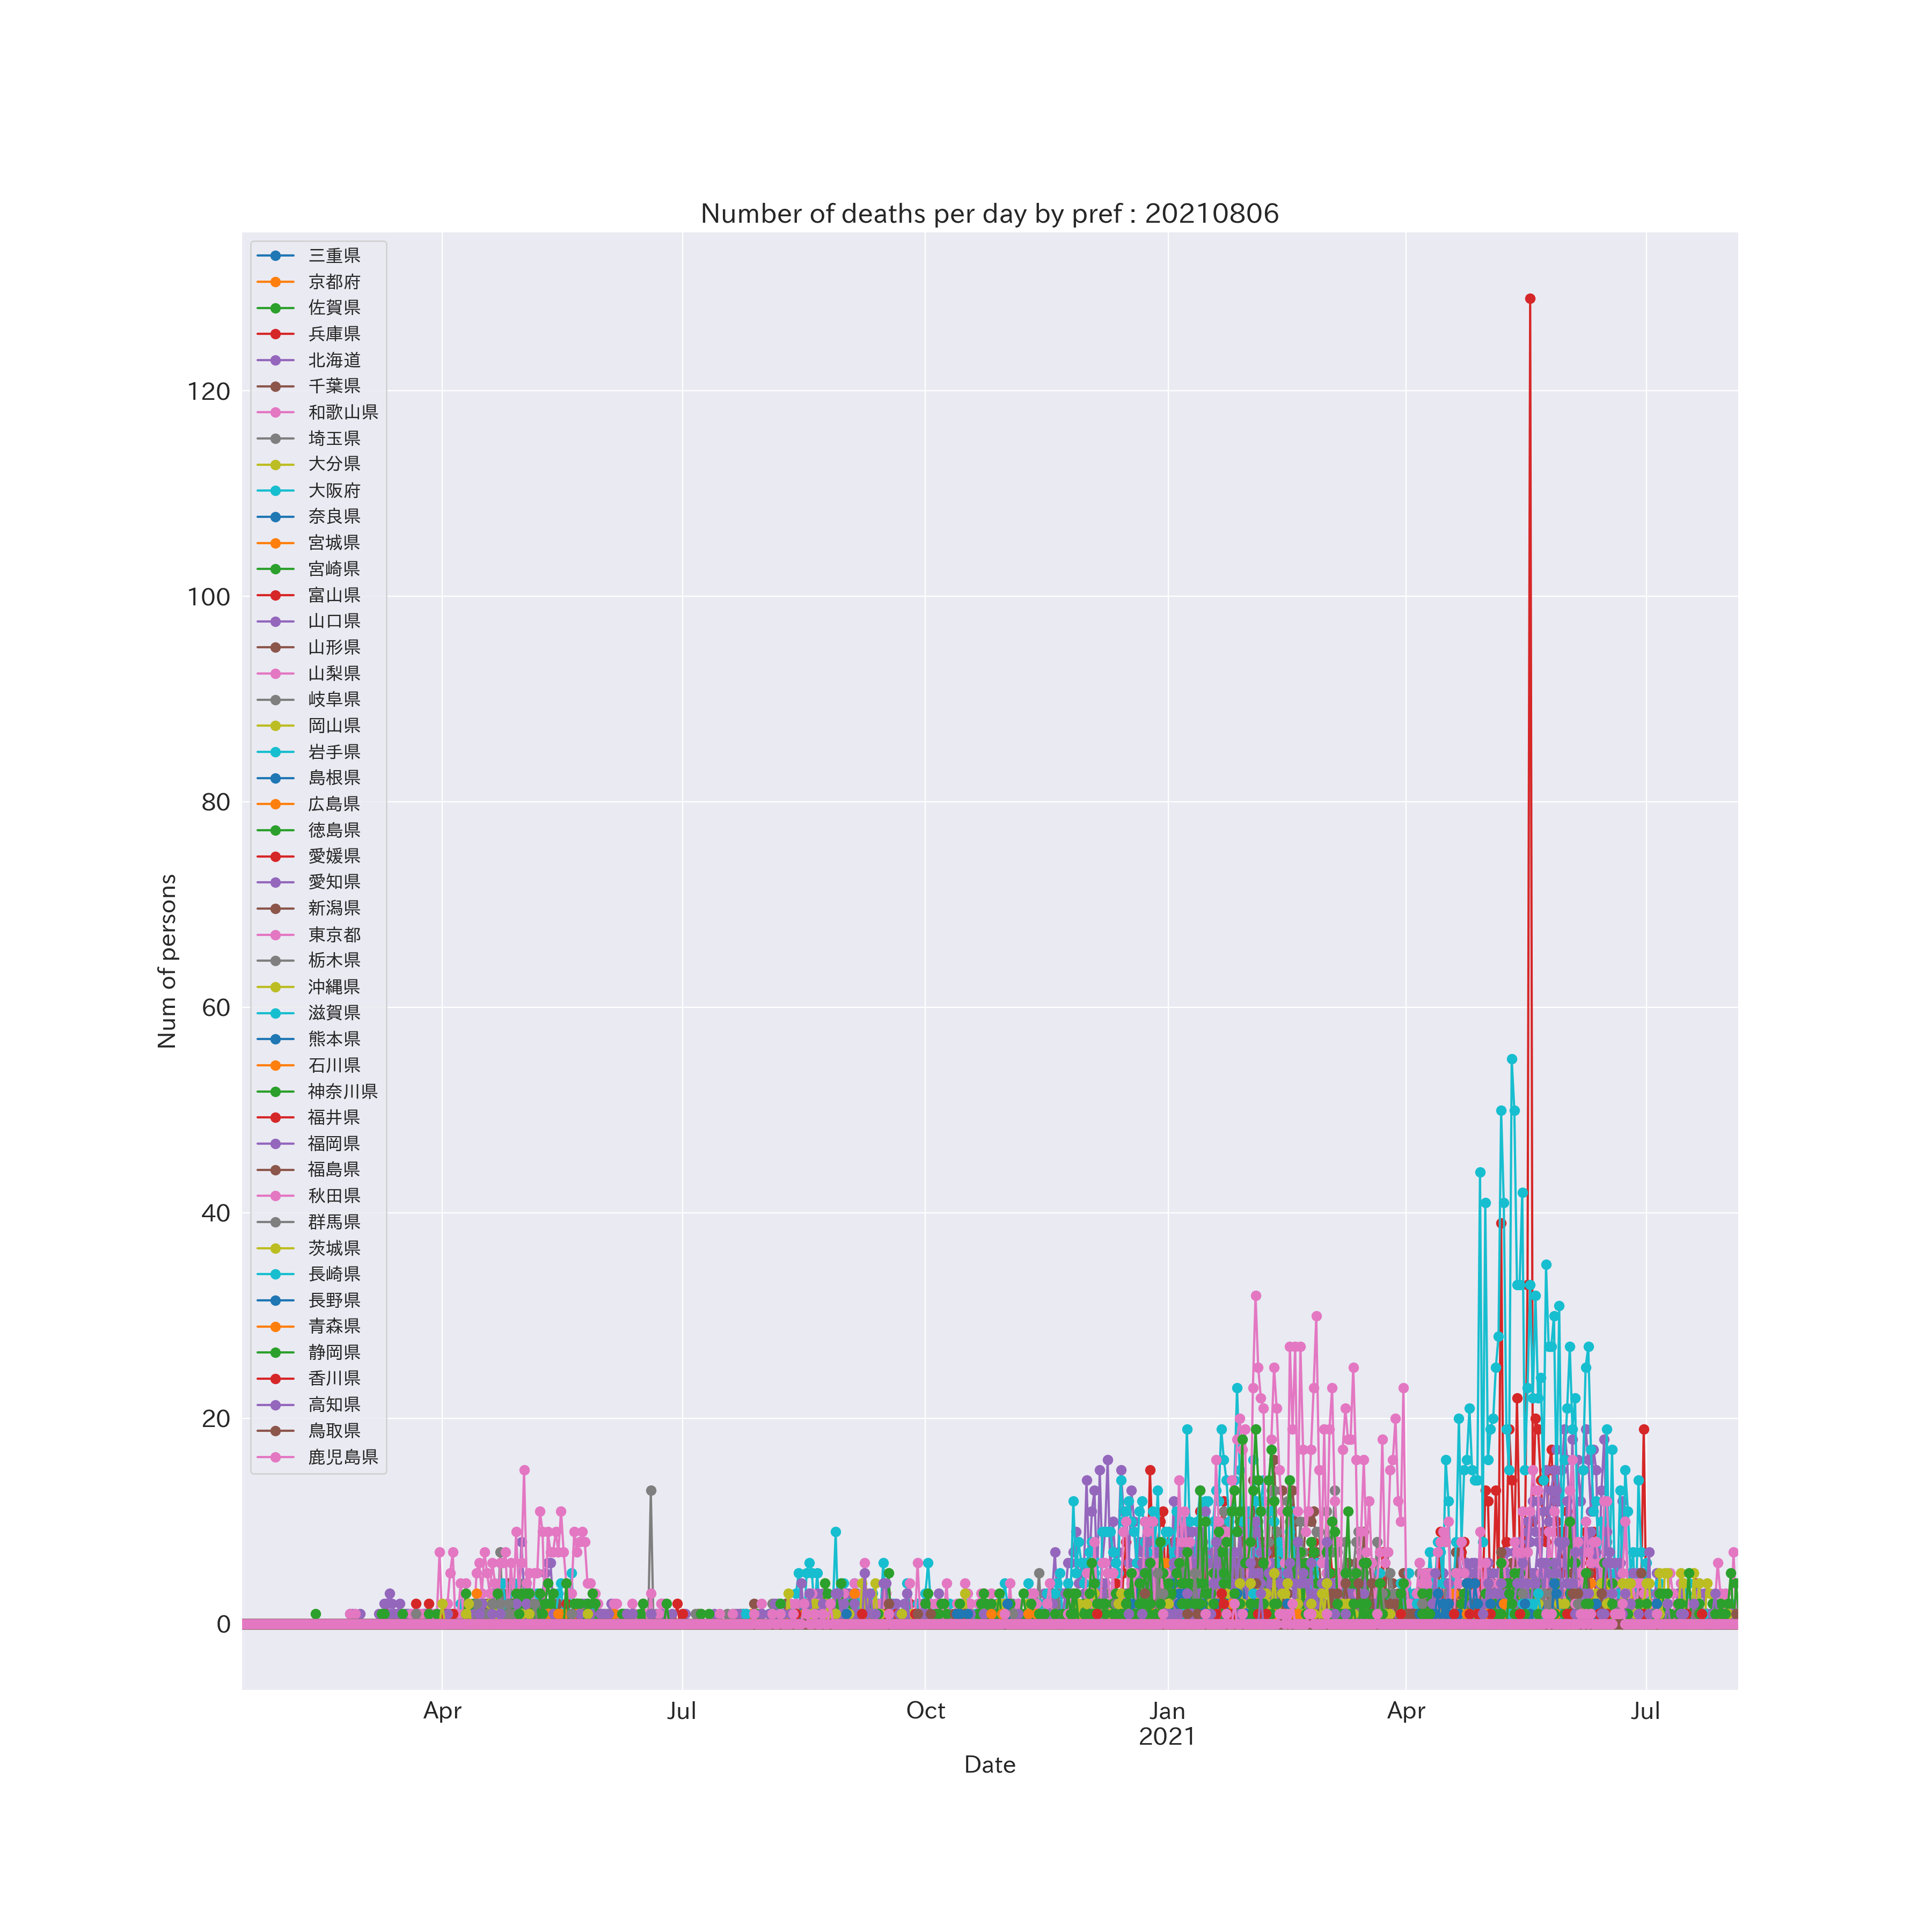 Number of deaths per day by pref : 20210806
三重県
京都府
佐賀県
兵庫県
北海道
千葉県
和歌山県
埼玉県
大分県
大阪府
奈良県
宮城県
宮崎県
富山県
山口県
山形県
山梨県
岐阜県
岡山県
岩手県
島根県
広島県
徳島県
愛媛県
愛知県
新潟県
東京都
栃木県
沖縄県
滋賀県
熊本県
石川県
神奈川県
福井県
福岡県
福島県
秋田県
群馬県
茨城県
長崎県
長野県
青森県
静岡県
香川県
高知県
鳥取県
鹿児島県
120
100
80
60
40
20
0
Num of persons
Apr Jul Oct Jan Apr Jul
2021
Date